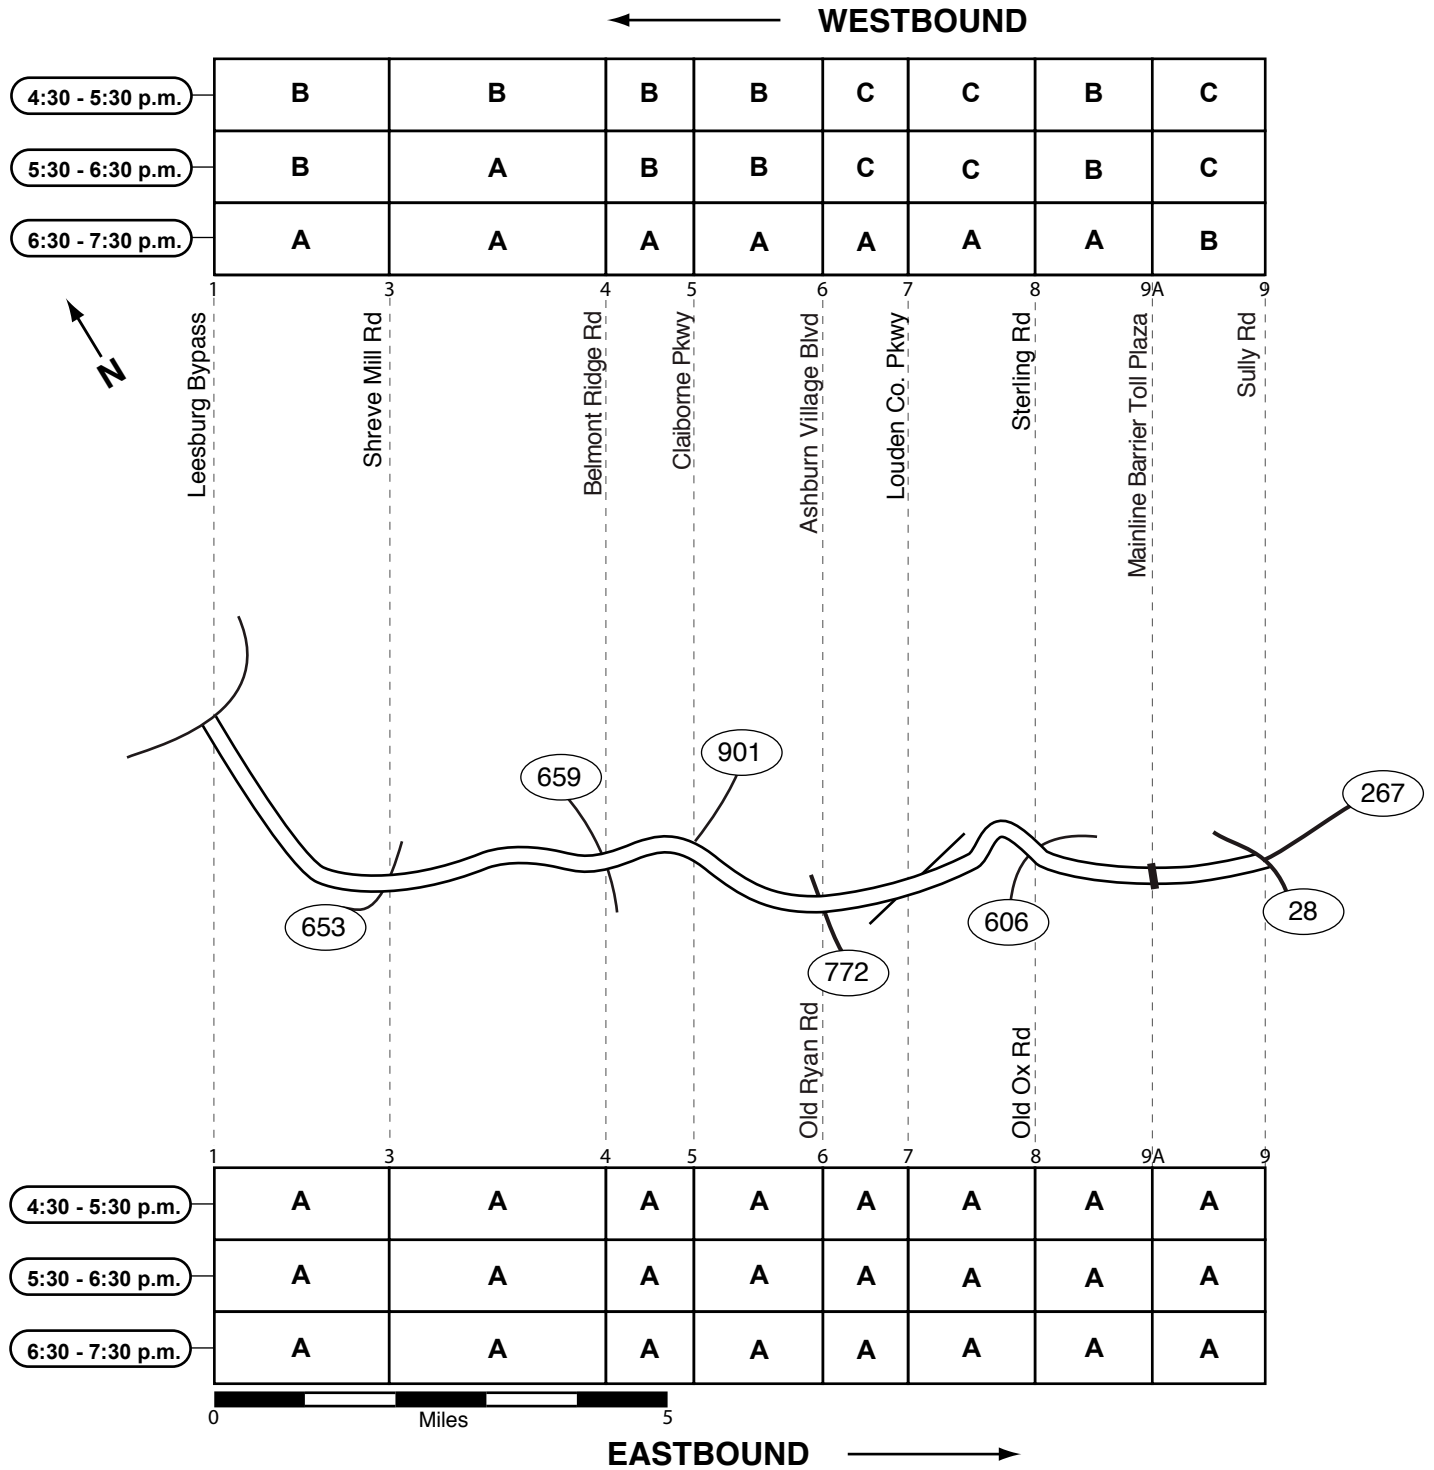 WESTBOUND
4:30 - 5:30 p.m. B B B B C C B C
5:30 - 6:30 p.m. B A B B C C B C
6:30 - 7:30 p.m. A A A A A A A B
1 3 4 5 6 7 8 9A 9
N
Leesburg Bypass
Shreve Mill Rd
Belmont Ridge Rd
Claiborne Pkwy
Ashburn Village Blvd
Louden Co. Pkwy
Sterling Rd
Mainline Barrier Toll Plaza
Sully Rd
901
659
267
653
606
28
772
Old Ryan Rd
Old Ox Rd
1 3 4 5 6 7 8 9A 9
4:30 - 5:30 p.m. A A A A A A A A
5:30 - 6:30 p.m. A A A A A A A A
6:30 - 7:30 p.m. A A A A A A A A
0 Miles 5
EASTBOUND